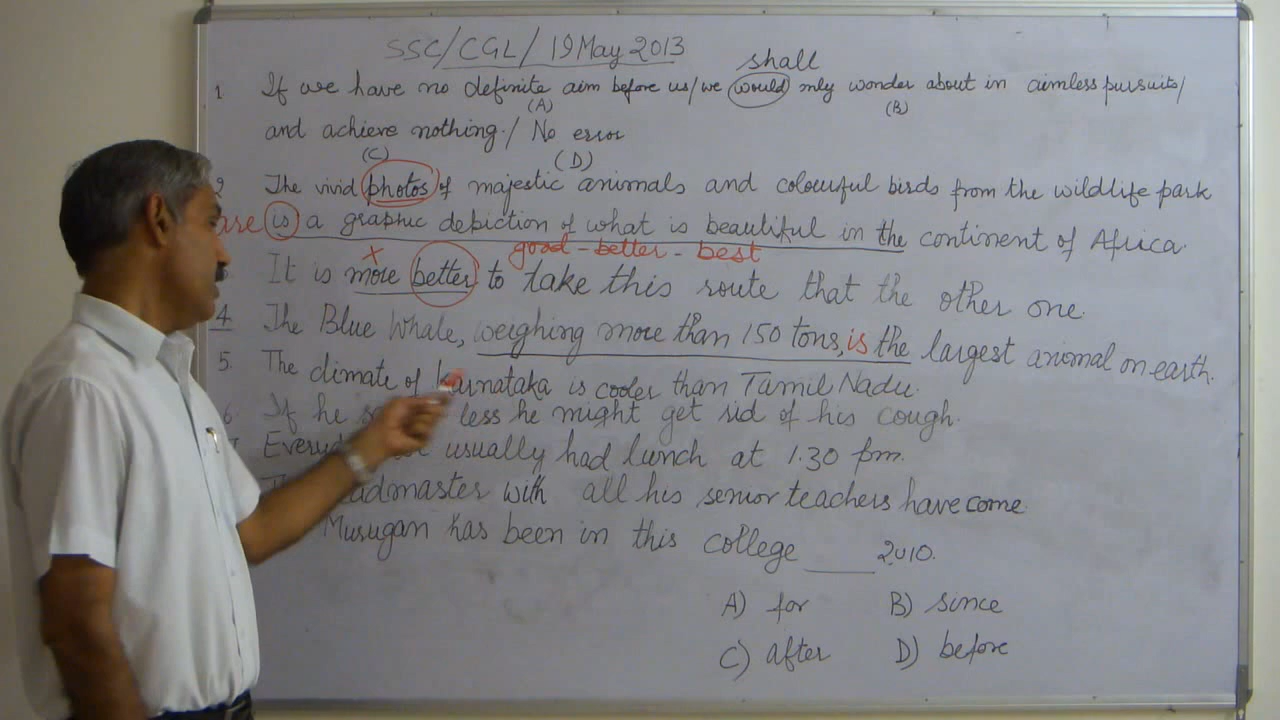 SSC/CGL/19 May 2013
shall
1 If we have no definite aim before us/we would only wonder about in aimless pursuits/
(A) (B)
and achieve nothing./ No error
(C) (D)
2 The vivid photos of majestic animals and colourful birds from the wildlife park
are is a graphic depiction of what is beautiful in the continent of Africa.
x good - better - best
It is more better to take this route that the other one.
4 The Blue Whale, weighing more than 150 tons, is the largest animal on earth.
5. The climate of Karnataka is cooler than Tamil Nadu.
6. If he less he might get rid of his cough.
usually had lunch at 1.30 pm.
with all his senior teachers have come
Murugan has been in this college ____ 2010.
A) for B) since
C) after D) before